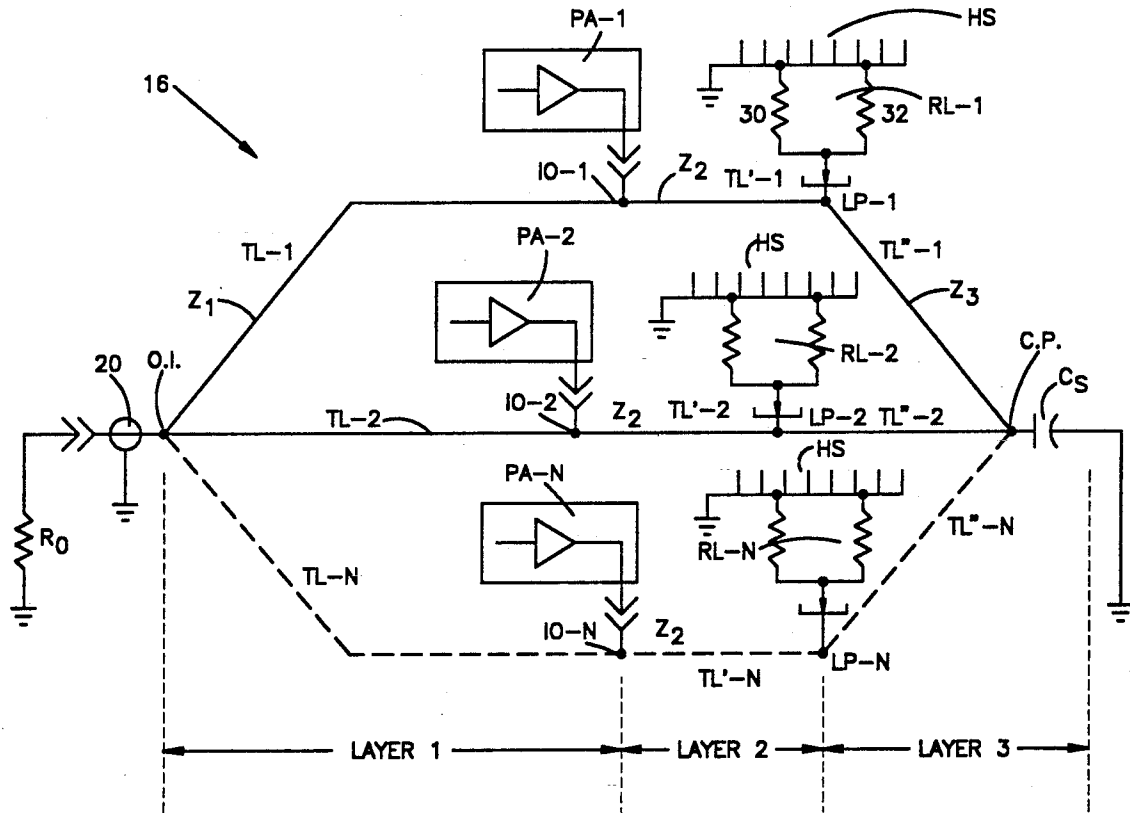 PA-1
HS
16
30
32
RL-1
IO-1
Z2
TL'-1
LP-1
TL-1
PA-2
HS
TL"-1
Z1
Z3
RL-2
C.P.
20
O.I.
IO-2
CS
TL-2
Z2
TL'-2
LP-2
TL"-2
PA-N
HS
R0
TL-N
RL-N
TL"-N
IO-N
Z2
TL'-N
LP-N
LAYER 1
LAYER 2
LAYER 3